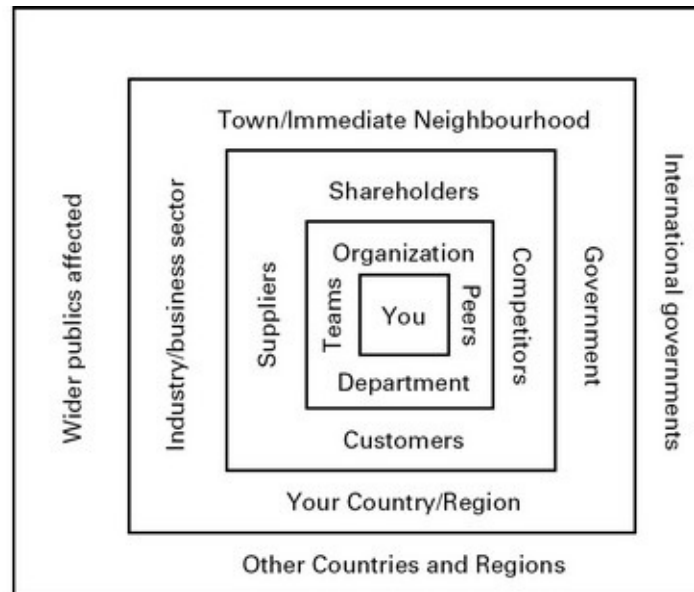 Town/Immediate Neighbourhood
Shareholders
Organization
Wider publics affected
Industry/business sector
Suppliers
Teams
You
Peers
Competitors
Government
International governments
Department
Customers
Your Country/Region
Other Countries and Regions